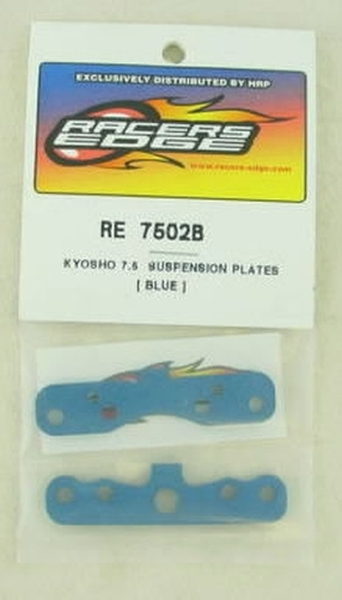 EXCLUSIVELY DISTRIBUTED BY HRP
RACERS
EDGE
www.racers-edge.com
RE 7502B
KYOSHO 7.5 SUSPENSION PLATES
[ BLUE ]